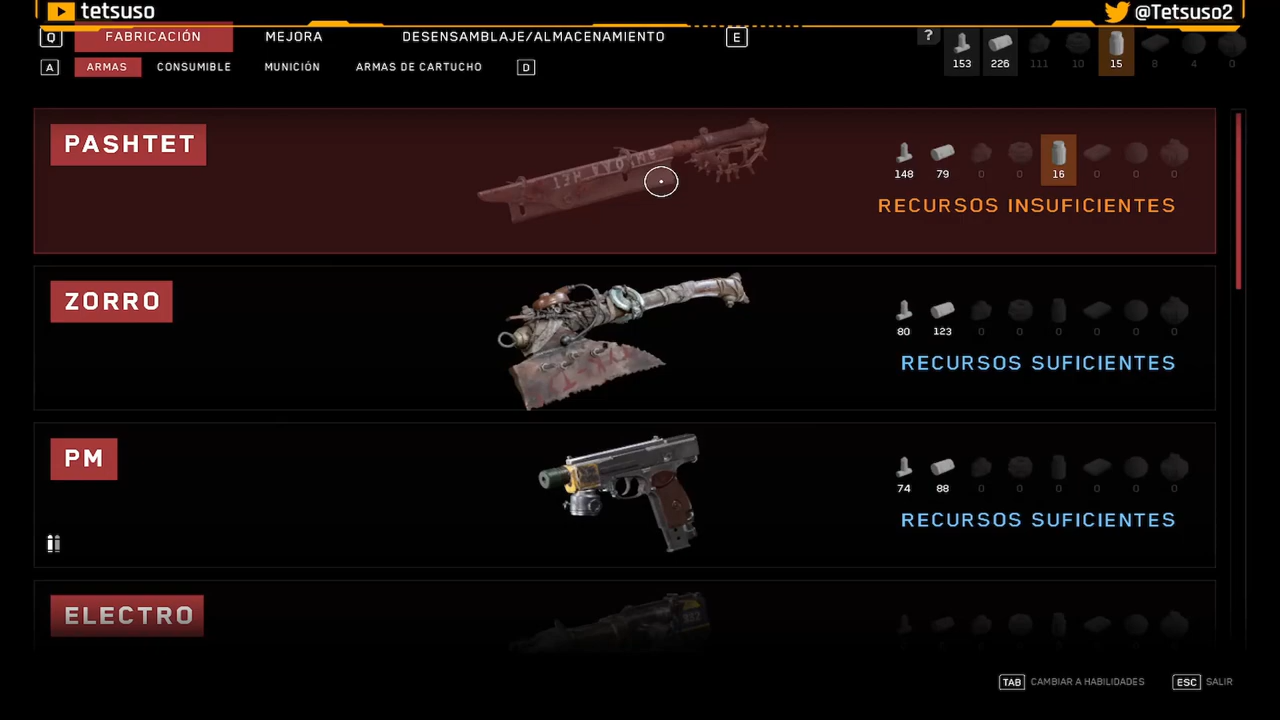 tetsuso
@Tetsuso2
Q FABRICACIÓN MEJORA DESENSAMBLAJE/ALMACENAMIENTO E
?
153 226 111 10 15 8 4 0
A ARMAS CONSUMIBLE MUNICIÓN ARMAS DE CARTUCHO D
PASHTET
148 79 0 0 16 0 0 0
RECURSOS INSUFICIENTES
ZORRO
80 123 0 0 0 0 0 0
RECURSOS SUFICIENTES
PM
74 88 0 0 0 0 0 0
RECURSOS SUFICIENTES
ELECTRO
TAB CAMBIAR A HABILIDADES ESC SALIR